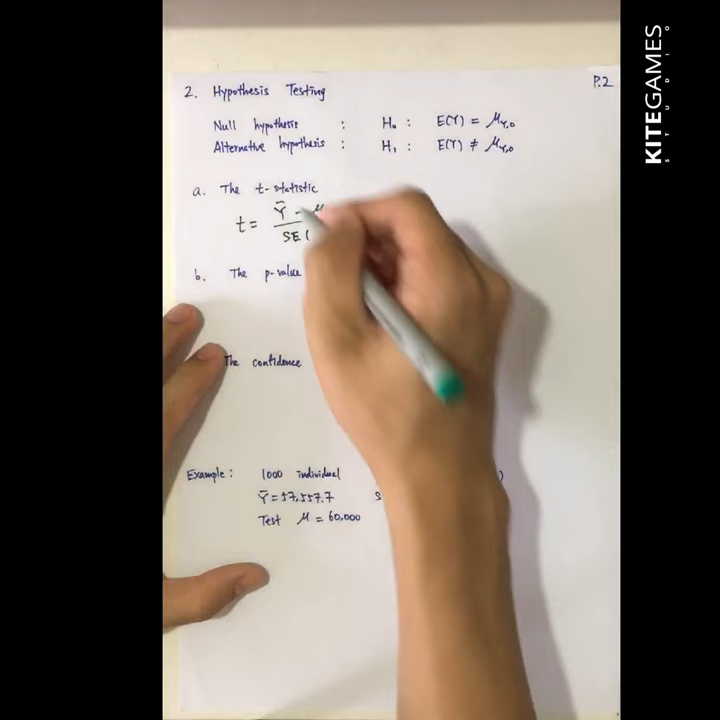 P.2
2. Hypothesis Testing
Null hypothesis : H₀ : E(Y) = μY,0
Alternative hypothesis : H₁ : E(Y) ≠ μY,0
a. The t-statistic
t = Ȳ - μ
SE(
b. The p-value
The confidence
Example: 1000 individual )
Ȳ = 57,557.7 S
Test μ = 60,000
KITEGAMES
STUDIO